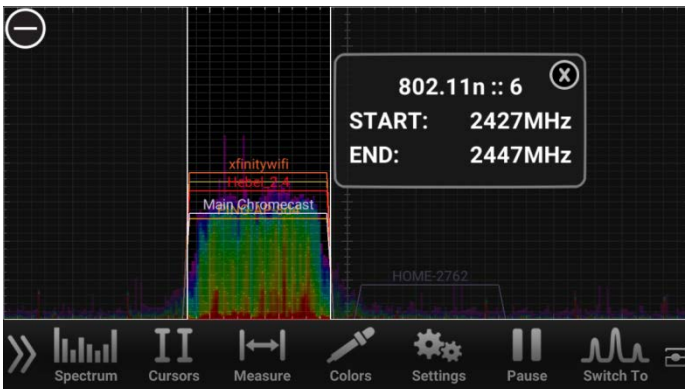 802.11n :: 6
START: 2427MHz
END: 2447MHz
xfinitywifi
Hebel_2.4
Main Chromecast
HOME-2762
Spectrum
Cursors
Measure
Colors
Settings
Pause
Switch To